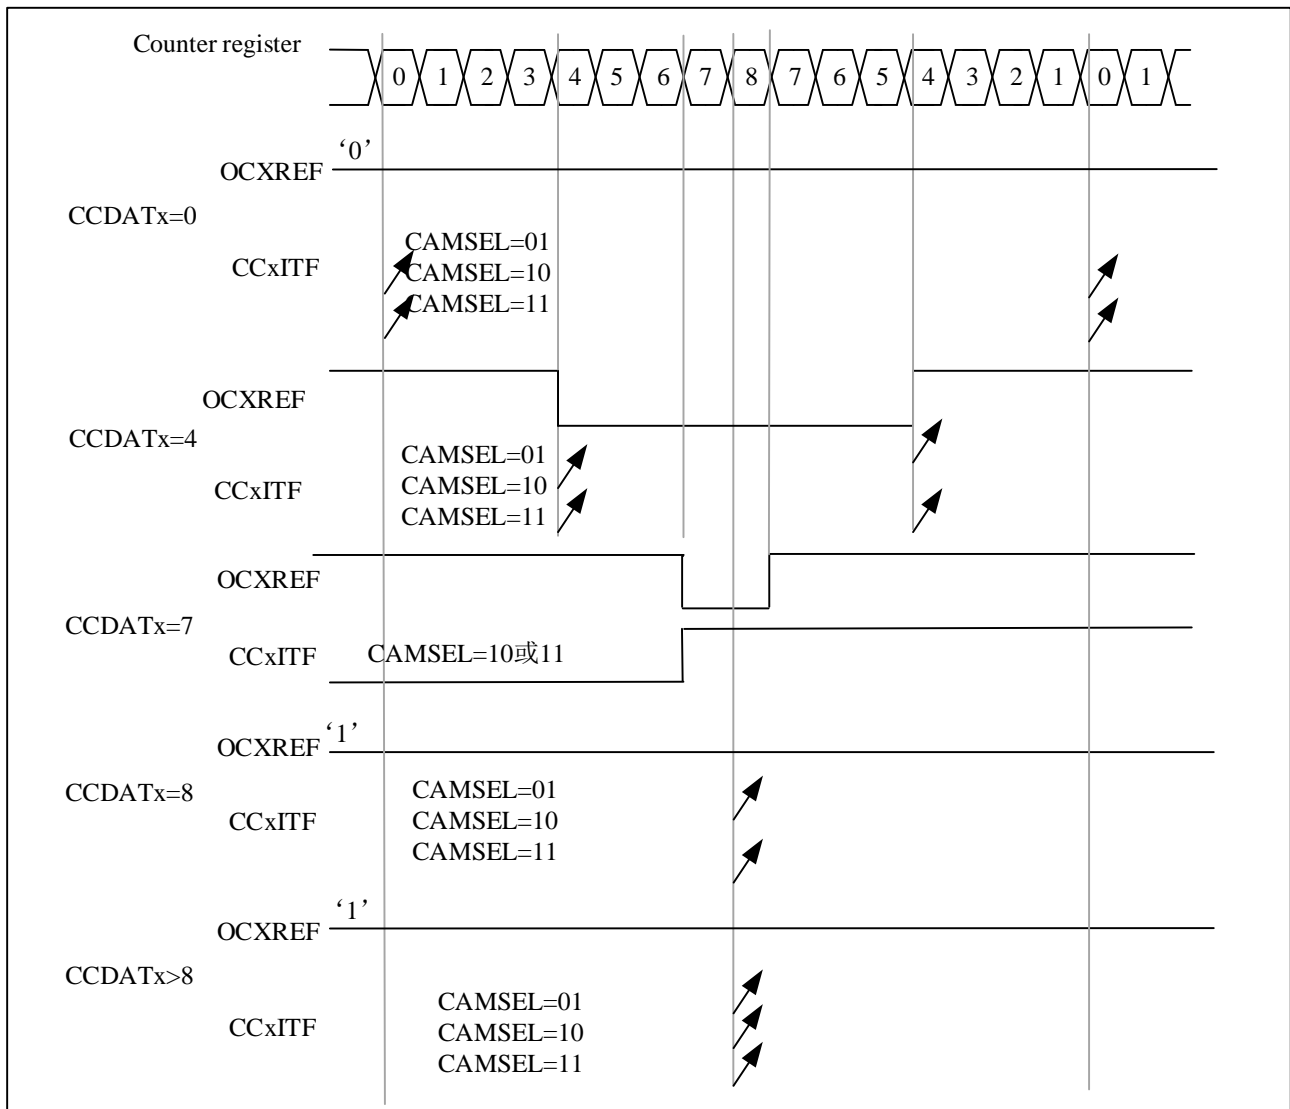 Counter register
0 1 2 3 4 5 6 7 8 7 6 5 4 3 2 1 0 1
‘0’
OCXREF
CCDATx=0
CAMSEL=01
CCxITF
CAMSEL=10
CAMSEL=11
OCXREF
CCDATx=4
CAMSEL=01
CCxITF
CAMSEL=10
CAMSEL=11
OCXREF
CCDATx=7
CCxITF
CAMSEL=10或11
‘1’
OCXREF
CCDATx=8
CAMSEL=01
CCxITF
CAMSEL=10
CAMSEL=11
‘1’
OCXREF
CCDATx>8
CAMSEL=01
CCxITF
CAMSEL=10
CAMSEL=11